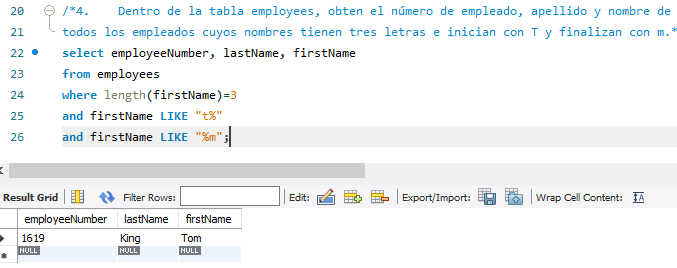 20 /*4. Dentro de la tabla employees, obten el número de empleado, apellido y nombre de
21 todos los empleados cuyos nombres tienen tres letras e inician con T y finalizan con m.*
22 select employeeNumber, lastName, firstName
23 from employees
24 where length(firstName)=3
25 and firstName LIKE "t%"
26 and firstName LIKE "%m";
Result Grid Filter Rows: Edit: Export/Import: Wrap Cell Content:
employeeNumber lastName firstName
1619 King Tom
NULL NULL NULL